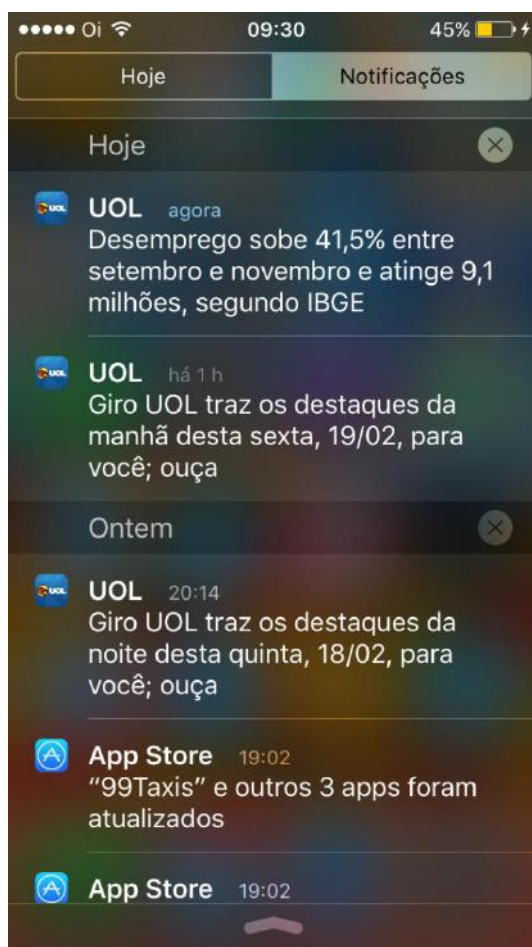 Oi 09:30 45%
Hoje Notificações
Hoje
UOL agora
Desemprego sobe 41,5% entre
setembro e novembro e atinge 9,1
milhões, segundo IBGE
UOL há 1 h
Giro UOL traz os destaques da
manhã desta sexta, 19/02, para
você; ouça
Ontem
UOL 20:14
Giro UOL traz os destaques da
noite desta quinta, 18/02, para
você; ouça
App Store 19:02
“99Taxis” e outros 3 apps foram
atualizados
App Store 19:02